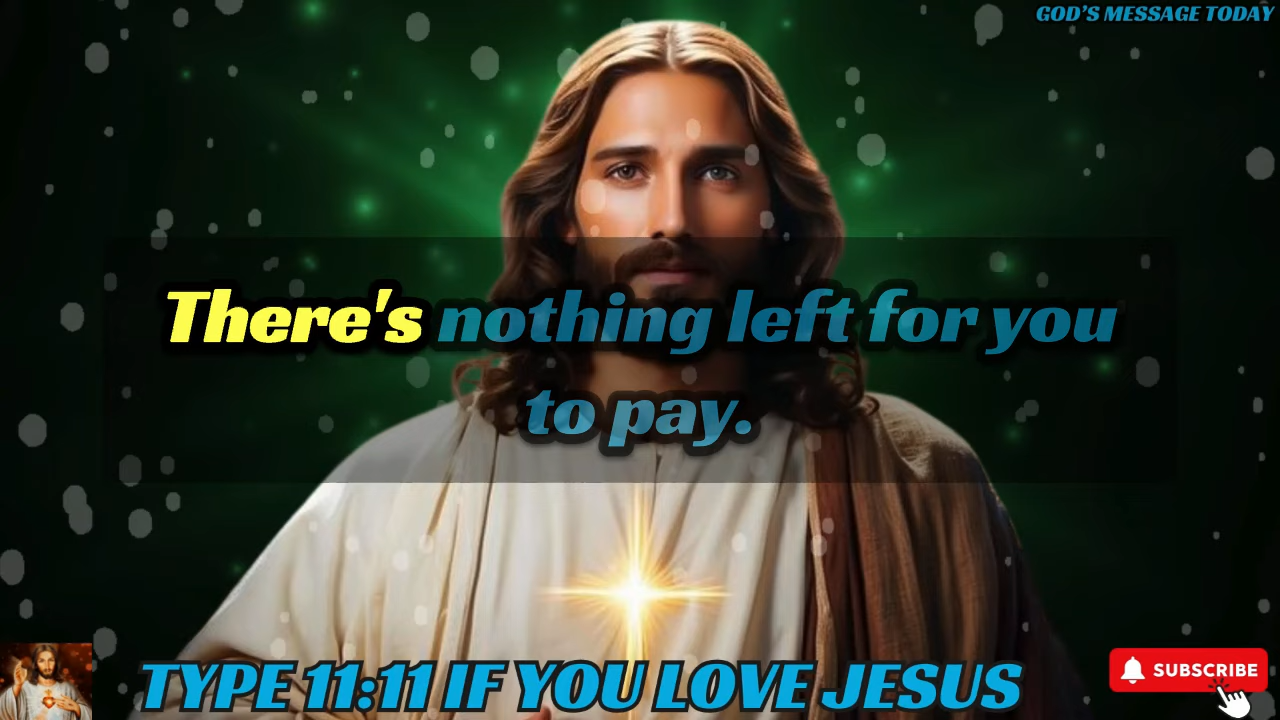 GOD'S MESSAGE TODAY
There's nothing left for you
to pay.
TYPE 11:11 IF YOU LOVE JESUS
SUBSCRIBE